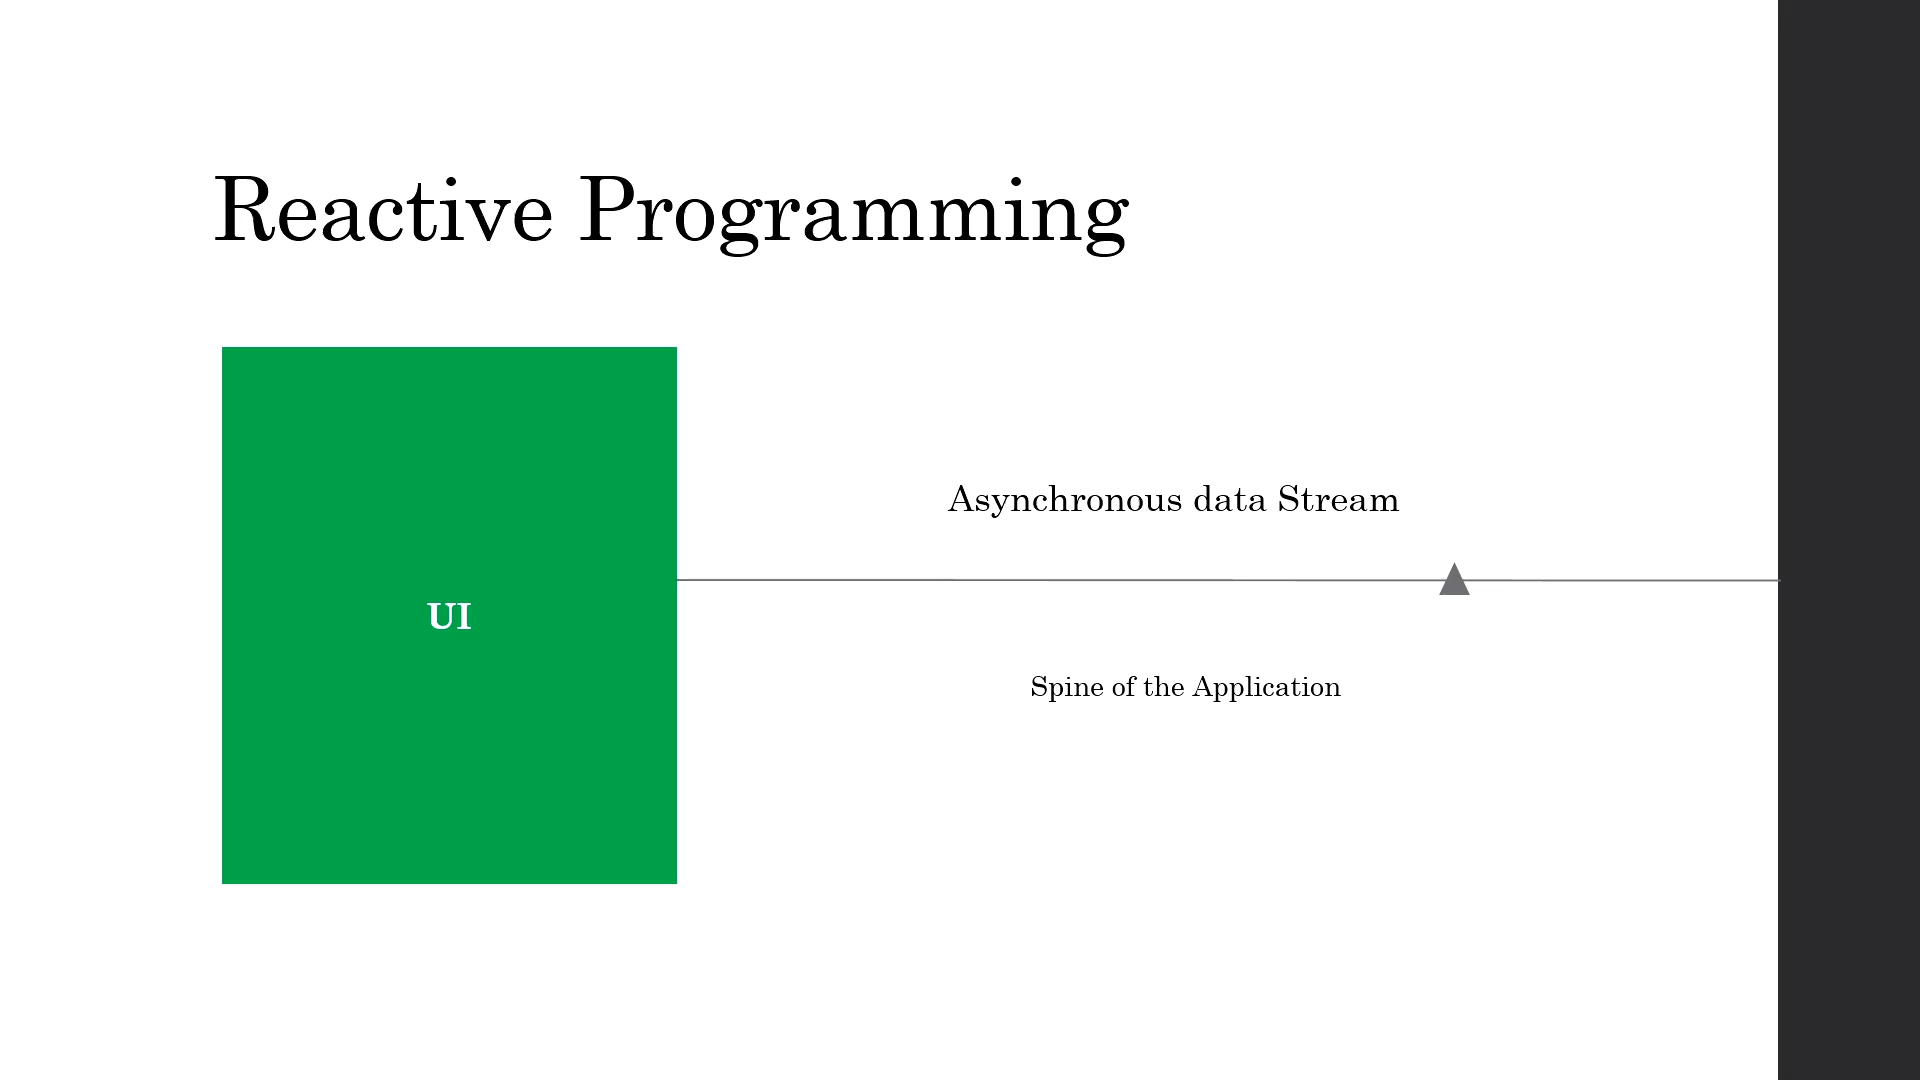 Reactive Programming
Asynchronous data Stream
UI
Spine of the Application